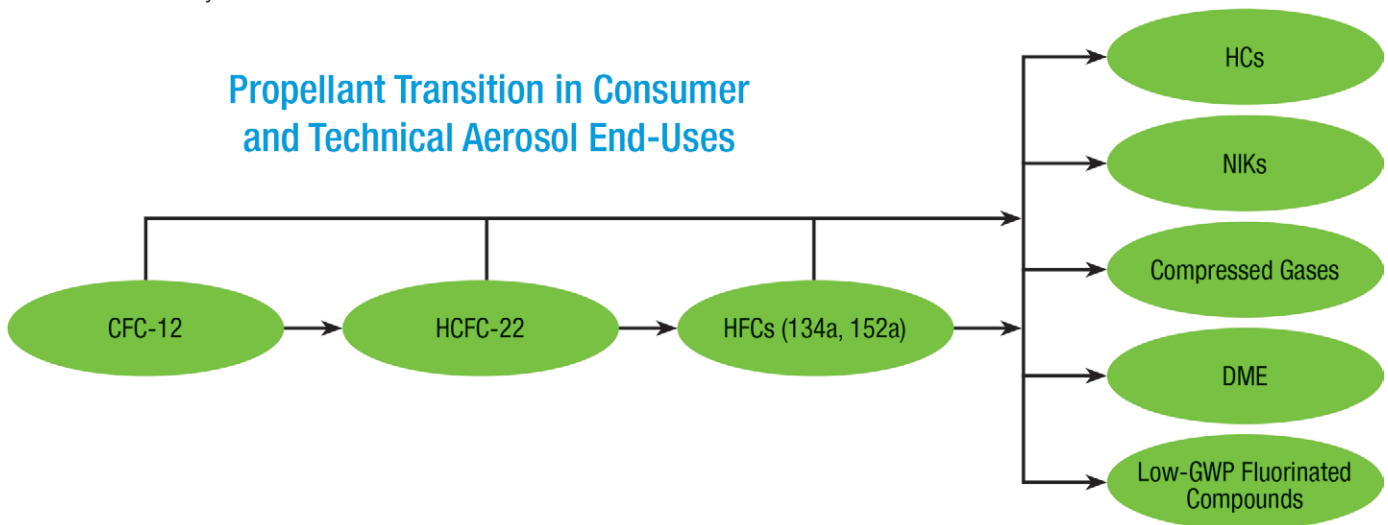 Propellant Transition in Consumer
and Technical Aerosol End-Uses
HCs
NIKs
Compressed Gases
CFC-12
HCFC-22
HFCs (134a, 152a)
DME
Low-GWP Fluorinated
Compounds